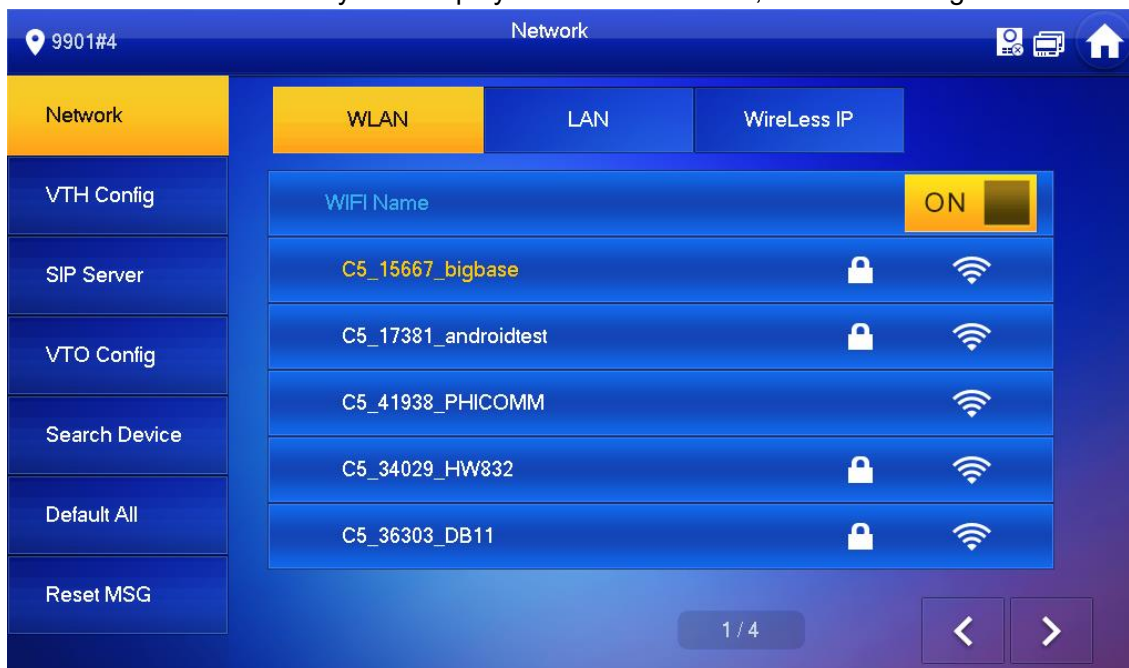 9901#4
Network
Network
WLAN
LAN
WireLess IP
VTH Config
WIFI Name
ON
SIP Server
C5_15667_bigbase
VTO Config
C5_17381_androidtest
C5_41938_PHICOMM
Search Device
C5_34029_HW832
Default All
C5_36303_DB11
Reset MSG
1 / 4